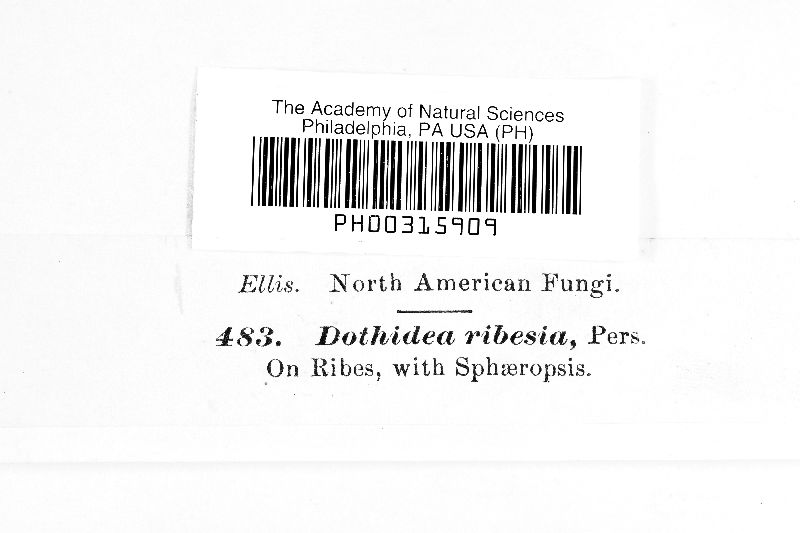 The Academy of Natural Sciences
Philadelphia, PA USA (PH)
PH00315909
Ellis. North American Fungi.
483. Dothidea ribesia, Pers.
On Ribes, with Sphæropsis.